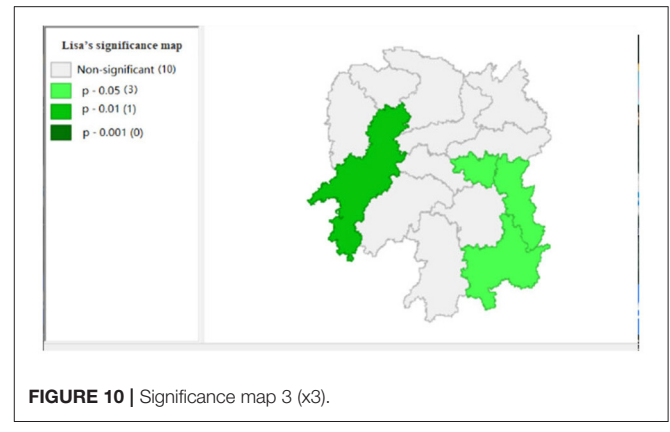 Lisa's significance map
Non-significant (10)
p - 0.05 (3)
p - 0.01 (1)
p - 0.001 (0)
FIGURE 10 | Significance map 3 (x3).